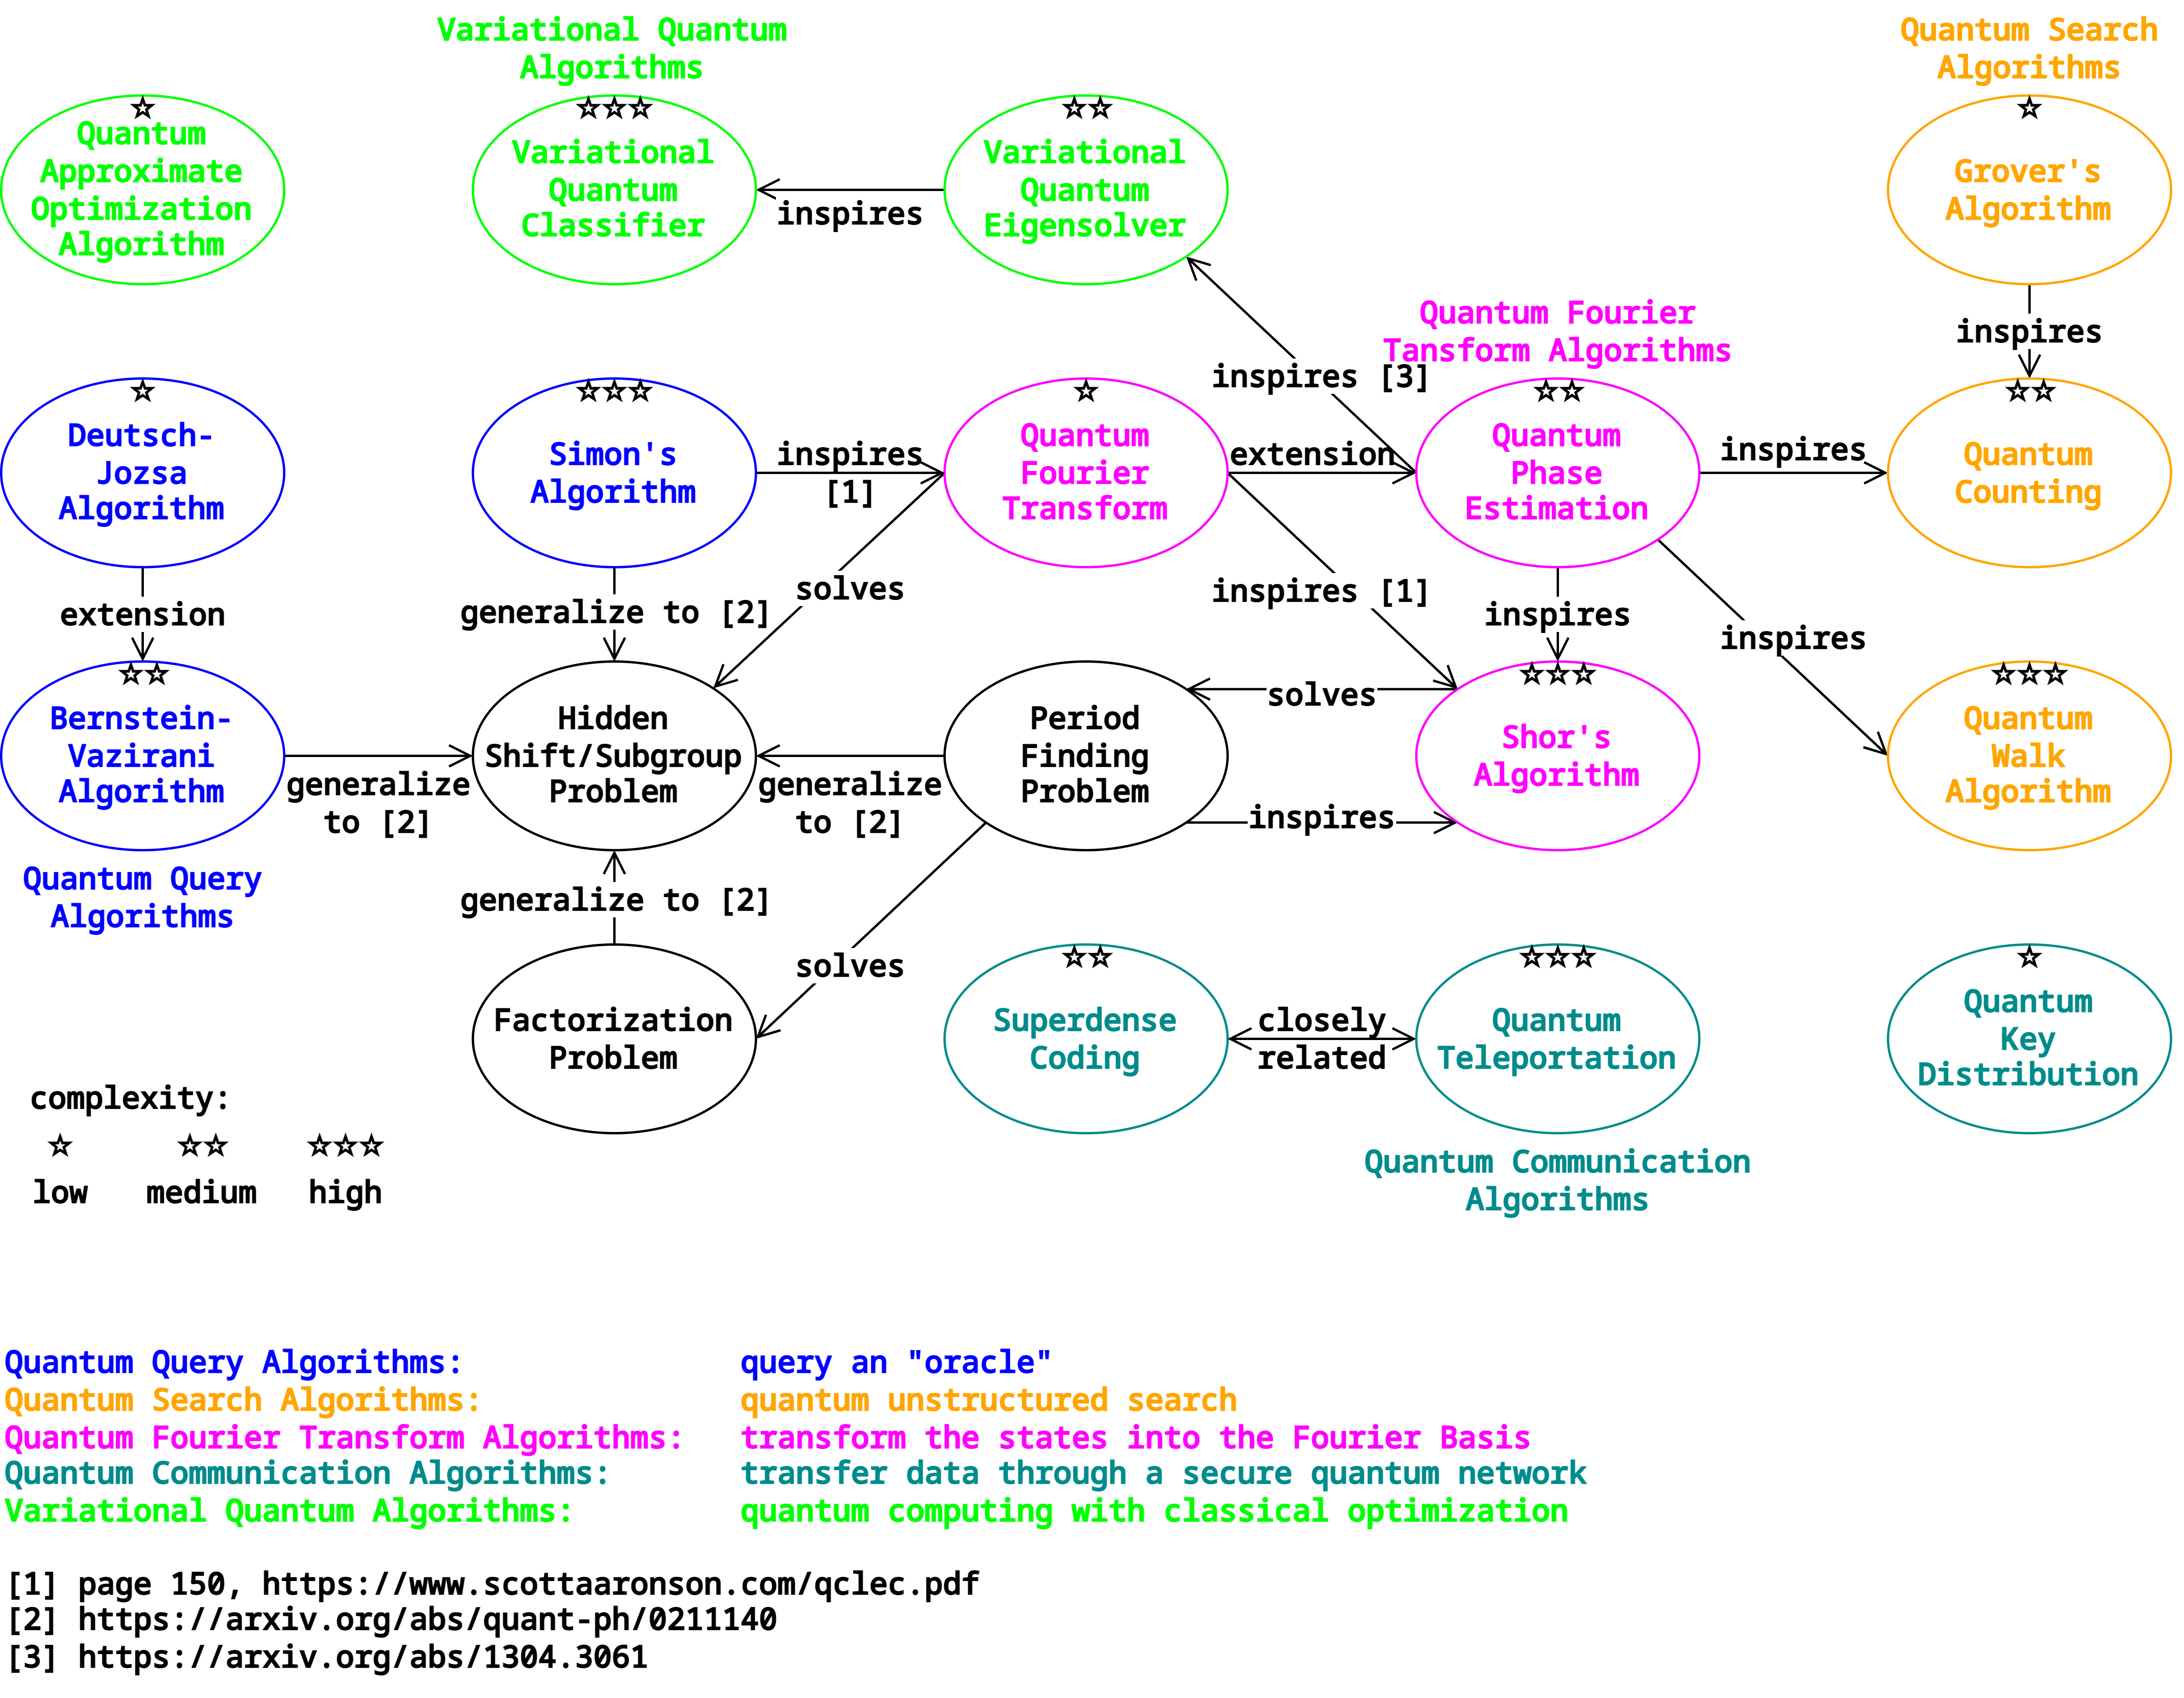 Variational Quantum
Algorithms
Quantum Search
Algorithms
☆
Quantum
Approximate
Optimization
Algorithm
☆☆☆
Variational
Quantum
Classifier
inspires
☆☆
Variational
Quantum
Eigensolver
☆
Grover's
Algorithm
inspires
inspires [3]
Quantum Fourier
Tansform Algorithms
☆
Deutsch-
Jozsa
Algorithm
☆☆☆
Simon's
Algorithm
inspires
[1]
☆
Quantum
Fourier
Transform
extension
☆☆
Quantum
Phase
Estimation
inspires
☆☆
Quantum
Counting
extension
generalize to [2]
solves
inspires [1]
inspires
inspires
☆☆
Bernstein-
Vazirani
Algorithm
generalize
to [2]
Hidden
Shift/Subgroup
Problem
generalize
to [2]
Period
Finding
Problem
solves
inspires
☆☆☆
Shor's
Algorithm
☆☆☆
Quantum
Walk
Algorithm
Quantum Query
Algorithms
generalize to [2]
solves
Factorization
Problem
☆☆
Superdense
Coding
closely
related
☆☆☆
Quantum
Teleportation
☆
Quantum
Key
Distribution
Quantum Communication
Algorithms
complexity:
☆ ☆☆ ☆☆☆
low medium high
Quantum Query Algorithms: query an "oracle"
Quantum Search Algorithms: quantum unstructured search
Quantum Fourier Transform Algorithms: transform the states into the Fourier Basis
Quantum Communication Algorithms: transfer data through a secure quantum network
Variational Quantum Algorithms: quantum computing with classical optimization
[1] page 150, https://www.scottaaronson.com/qclec.pdf
[2] https://arxiv.org/abs/quant-ph/0211140
[3] https://arxiv.org/abs/1304.3061